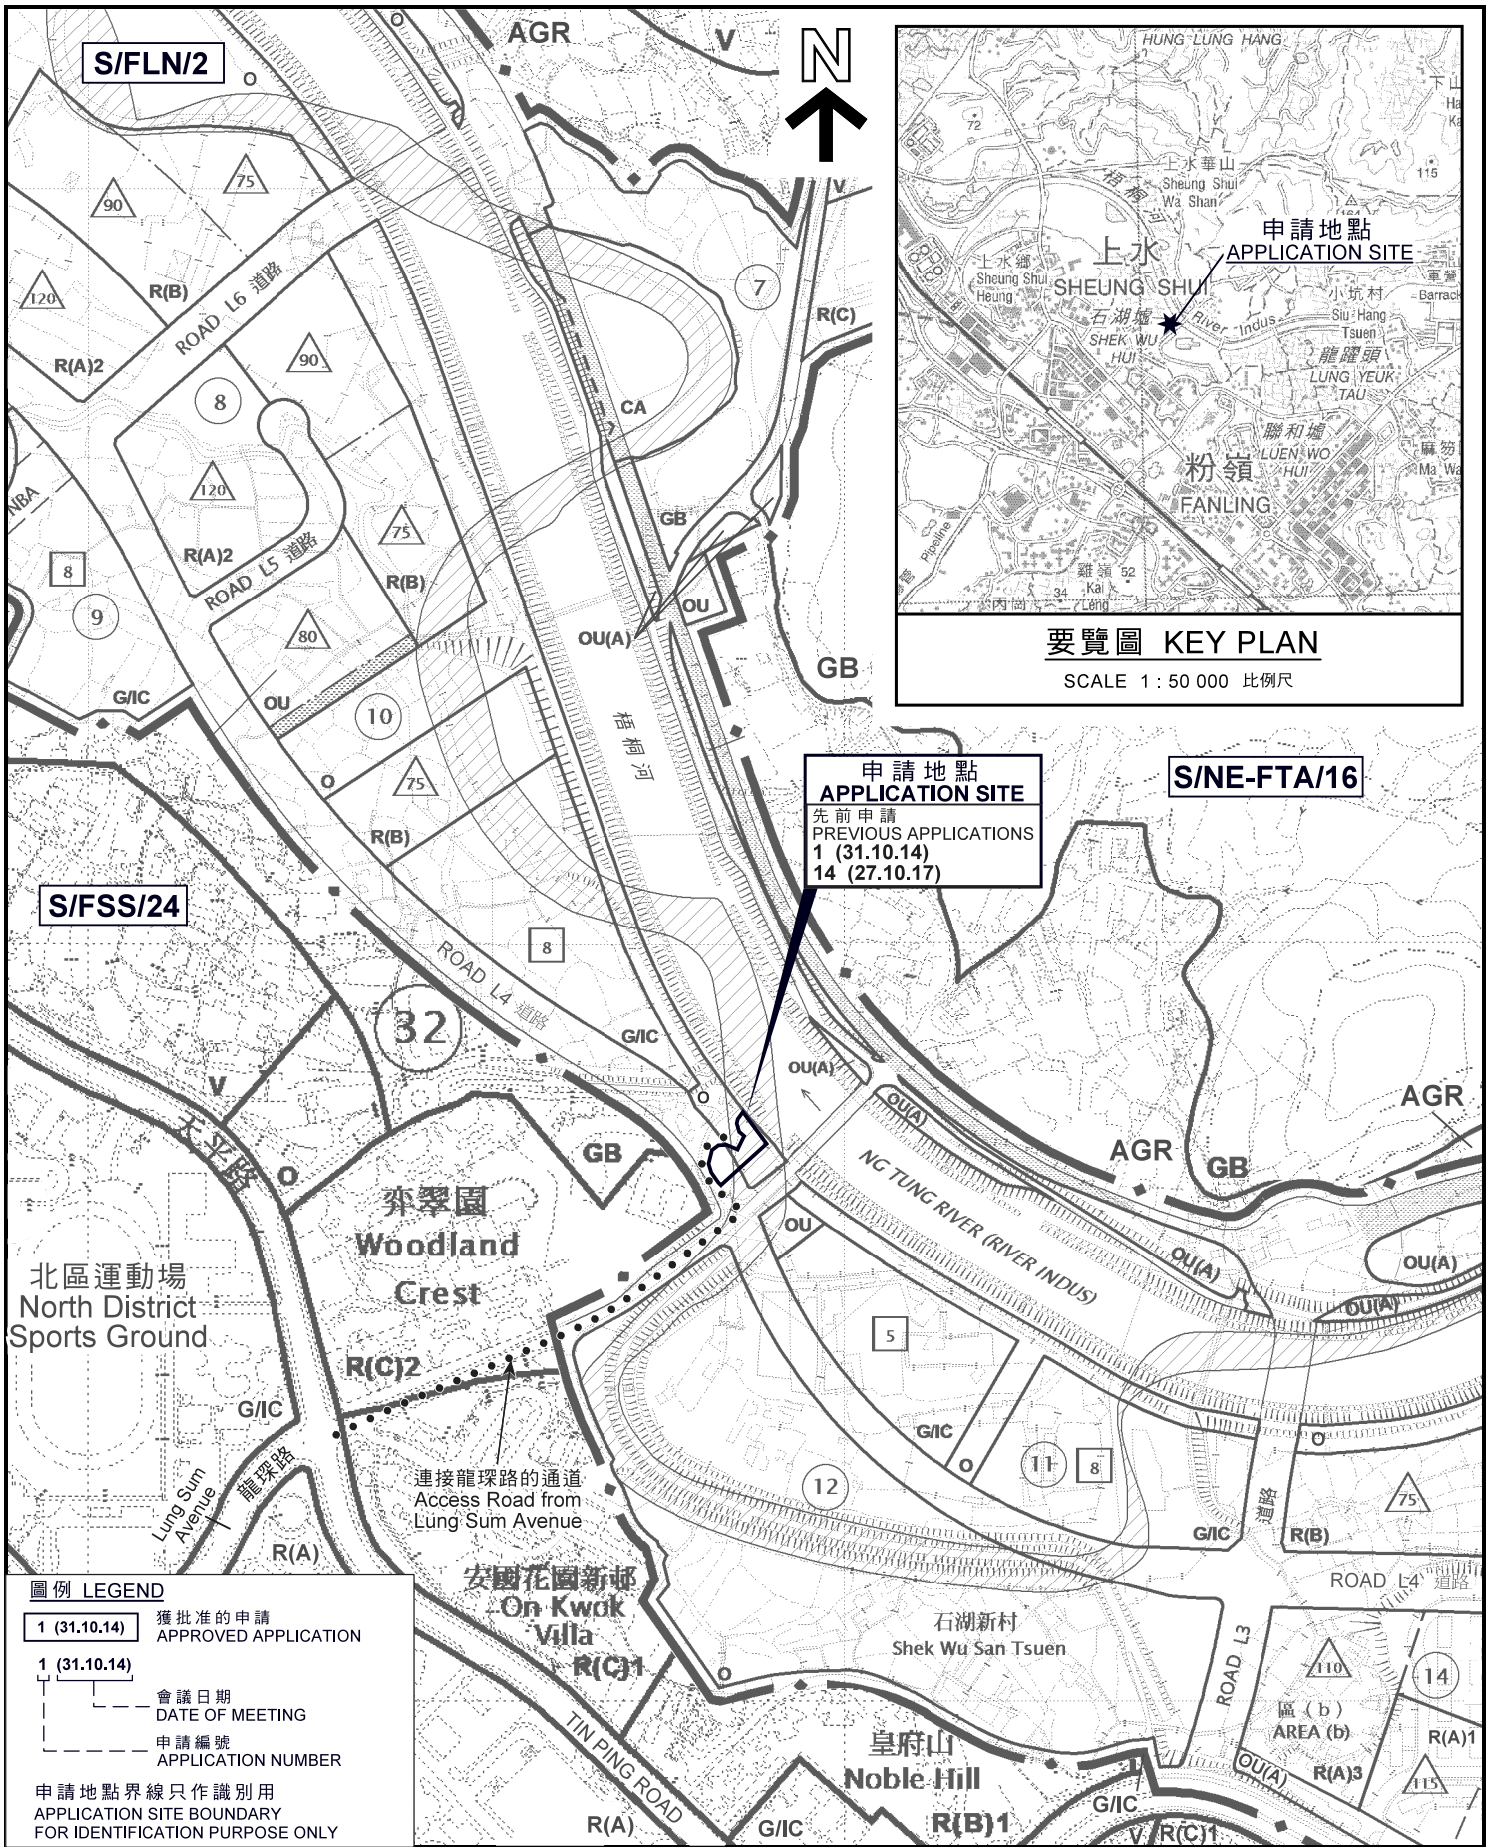 S/FLN/2
AGR
V
N
O
O
75
90
120
R(B)
ROAD L6 道路
R(A)2
90
8
7
V
R(C)
CA
120
NBA
R(A)2
75
GB
8
9
ROAD L5 道路
R(B)
80
OU
OU(A)
GB
G/IC
OU
10
梧桐河
O
75
R(B)
HUNG LUNG HANG
72
上水華山
Sheung Shui
Wa Shan
115
梧桐河
申請地點
APPLICATION SITE
上水
SHEUNG SHUI
上水鄉
Sheung Shui
Heung
石湖墟
SHEK WU
HUI
River Indus
小坑村
Siu Hang
Tsuen
Barrack
龍躍頭
LUNG YEUK
TAU
聯和墟
LUEN WO
HUI
Ma Wa
粉嶺
FANLING
Pipeline
雞嶺
52
Kai
Leng
34
要覽圖 KEY PLAN
SCALE 1 : 50 000 比例尺
申請地點
APPLICATION SITE
先前申請
PREVIOUS APPLICATIONS
1 (31.10.14)
14 (27.10.17)
S/NE-FTA/16
S/FSS/24
ROAD L4 道路
8
32
G/IC
O
OU(A)
OU(A)
AGR
AGR
GB
V
天平路
O
GB
弈翠園
Woodland
Crest
OU
NG TUNG RIVER (RIVER INDUS)
OU(A)
OU(A)
OU(A)
北區運動場
North District
Sports Ground
R(C)2
5
G/IC
G/IC
O
11
8
O
12
75
連接龍琛路的通道
Access Road from
Lung Sum Avenue
龍琛路
Lung Sum
Avenue
R(A)
道路
G/IC
R(B)
ROAD L4 道路
安國花園新邨
On Kwok
Villa
R(C)1
O
石湖新村
Shek Wu San Tsuen
ROAD L3
110
14
區 (b)
AREA (b)
R(A)1
R(A)3
115
OU(A)
TIN PING ROAD
皇府山
Noble Hill
R(B)1
R(A)
G/IC
G/IC
V
R(C)1
圖例 LEGEND
1 (31.10.14)
獲批准的申請
APPROVED APPLICATION
1 (31.10.14)
會議日期
DATE OF MEETING
申請編號
APPLICATION NUMBER
申請地點界線只作識別用
APPLICATION SITE BOUNDARY
FOR IDENTIFICATION PURPOSE ONLY